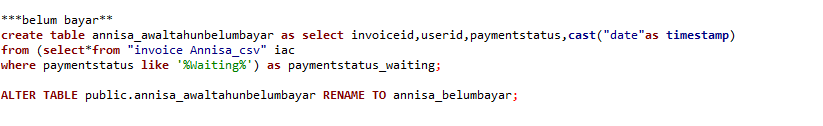 ***belum bayar**
create table annisa_awaltahunbelumbayar as select invoiceid,userid,paymentstatus,cast("date"as timestamp)
from (select*from "invoice Annisa_csv" iac
where paymentstatus like '%Waiting%') as paymentstatus_waiting;
ALTER TABLE public.annisa_awaltahunbelumbayar RENAME TO annisa_belumbayar;